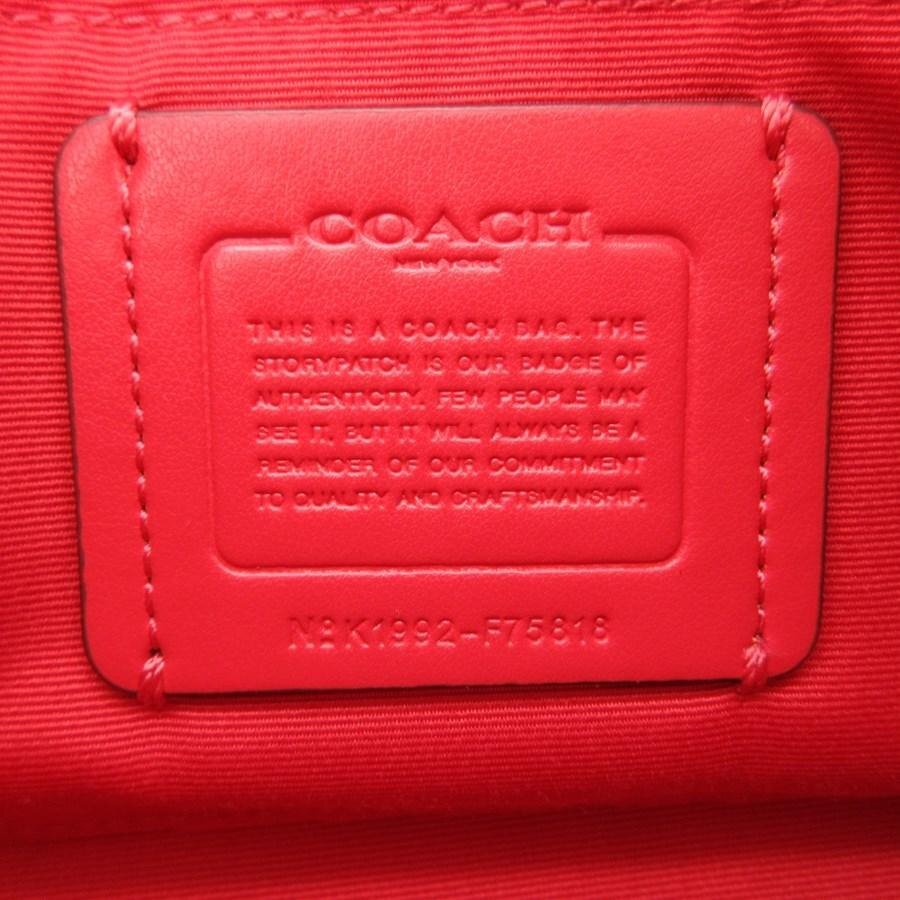 COACH
NEW YORK
THIS IS A COACH BAG. THE
STORYPATCH IS OUR BADGE OF
AUTHENTICITY. FEW PEOPLE MAY
SEE IT, BUT IT WILL ALWAYS BE A
REMINDER OF OUR COMMITMENT
TO QUALITY AND CRAFTSMANSHIP.
Nº K1992-F75818